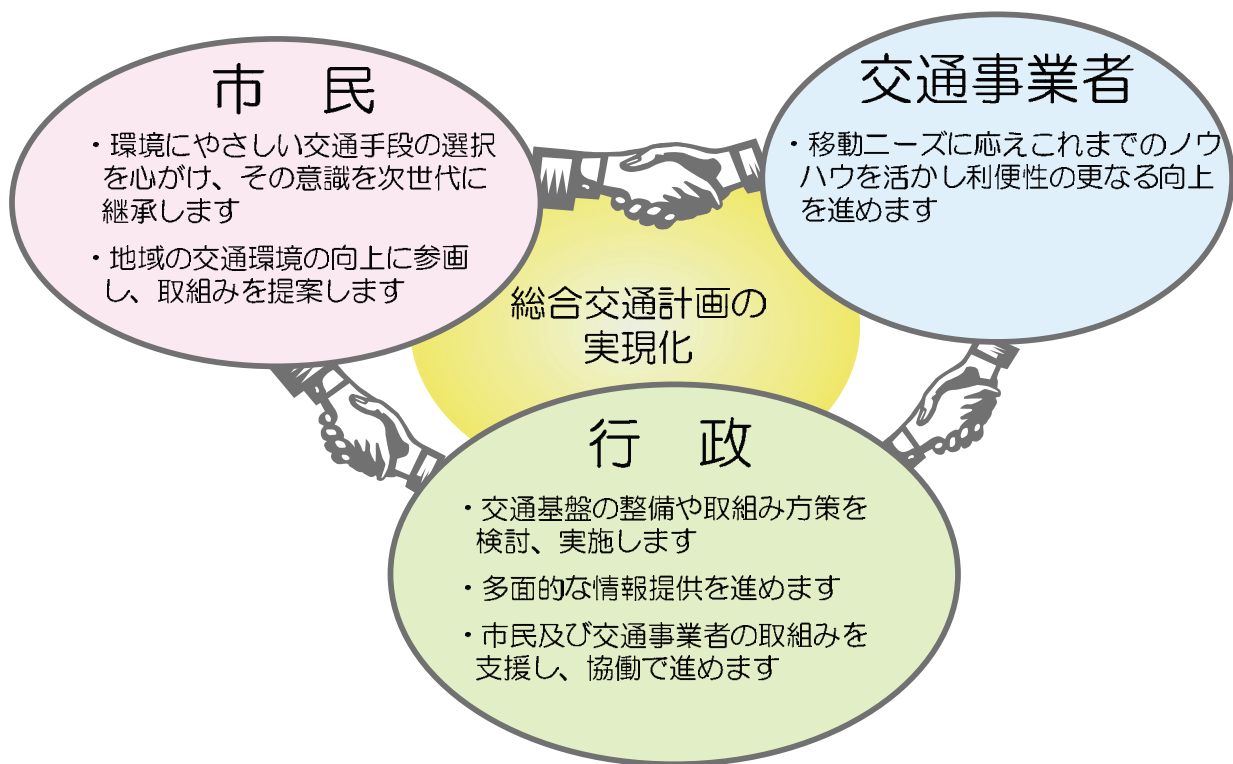 市　民
・環境にやさしい交通手段の選択
を心がけ、その意識を次世代に
継承します
・地域の交通環境の向上に参画
し、取組みを提案します
交通事業者
・移動ニーズに応えこれまでのノウ
ハウを活かし利便性の更なる向上
を進めます
総合交通計画の
実現化
行　政
・交通基盤の整備や取組み方策を
検討、実施します
・多面的な情報提供を進めます
・市民及び交通事業者の取組みを
支援し、協働で進めます